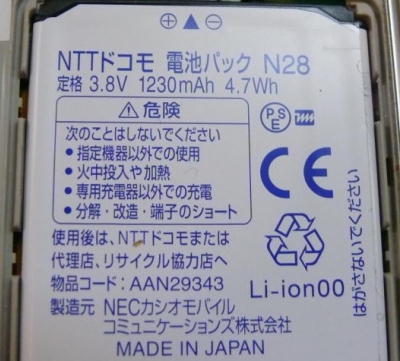 NTTドコモ 電池パック N28
定格 3.8V 1230mAh 4.7Wh
⚠危険
次のことはしないでください
・指定機器以外での使用
・火中投入や加熱
・専用充電器以外での充電
・分解・改造・端子のショート
使用後は、NTTドコモまたは
代理店、リサイクル協力店へ
物品コード：AAN29343
製造元 NECカシオモバイル
コミュニケーションズ株式会社
MADE IN JAPAN
PSE
CE
Li-ion00
はがさないでください